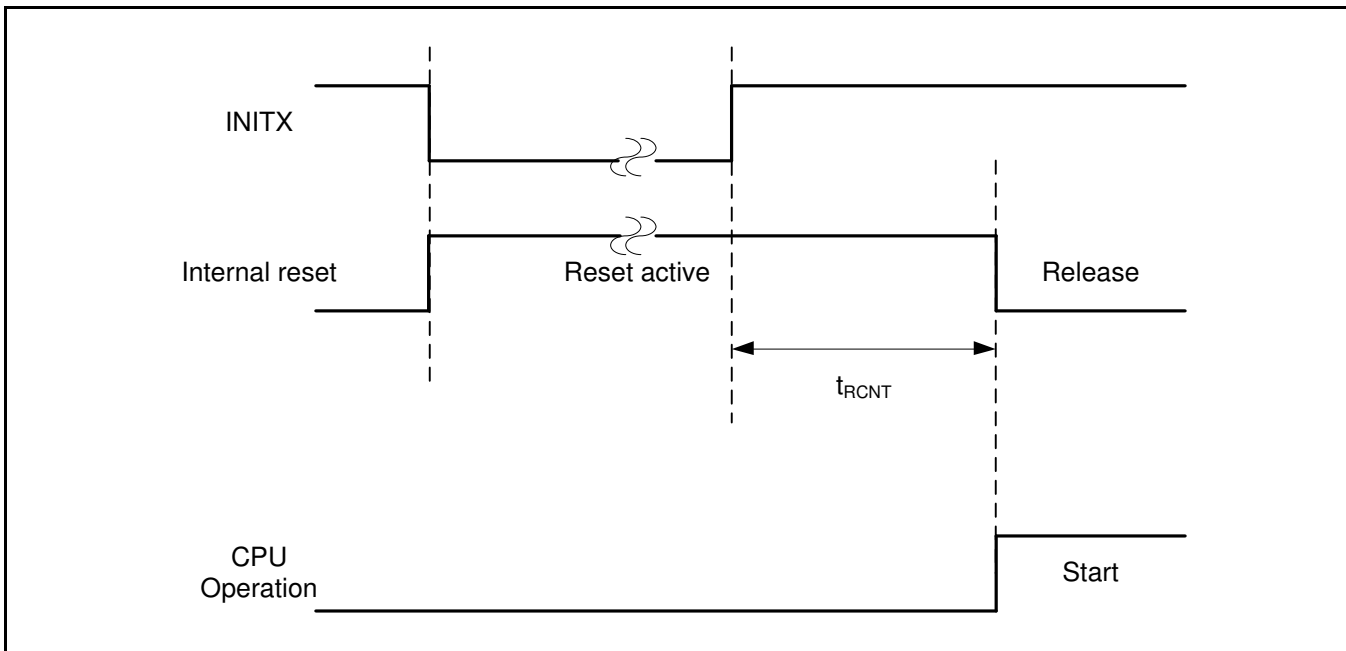 INITX
Internal reset
Reset active
Release
tRCNT
CPU
Operation
Start